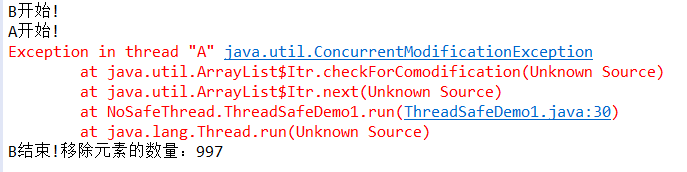 B开始!
A开始!
Exception in thread "A" java.util.ConcurrentModificationException
at java.util.ArrayList$Itr.checkForComodification(Unknown Source)
at java.util.ArrayList$Itr.next(Unknown Source)
at NoSafeThread.ThreadSafeDemo1.run(ThreadSafeDemo1.java:30)
at java.lang.Thread.run(Unknown Source)
B结束!移除元素的数量：997